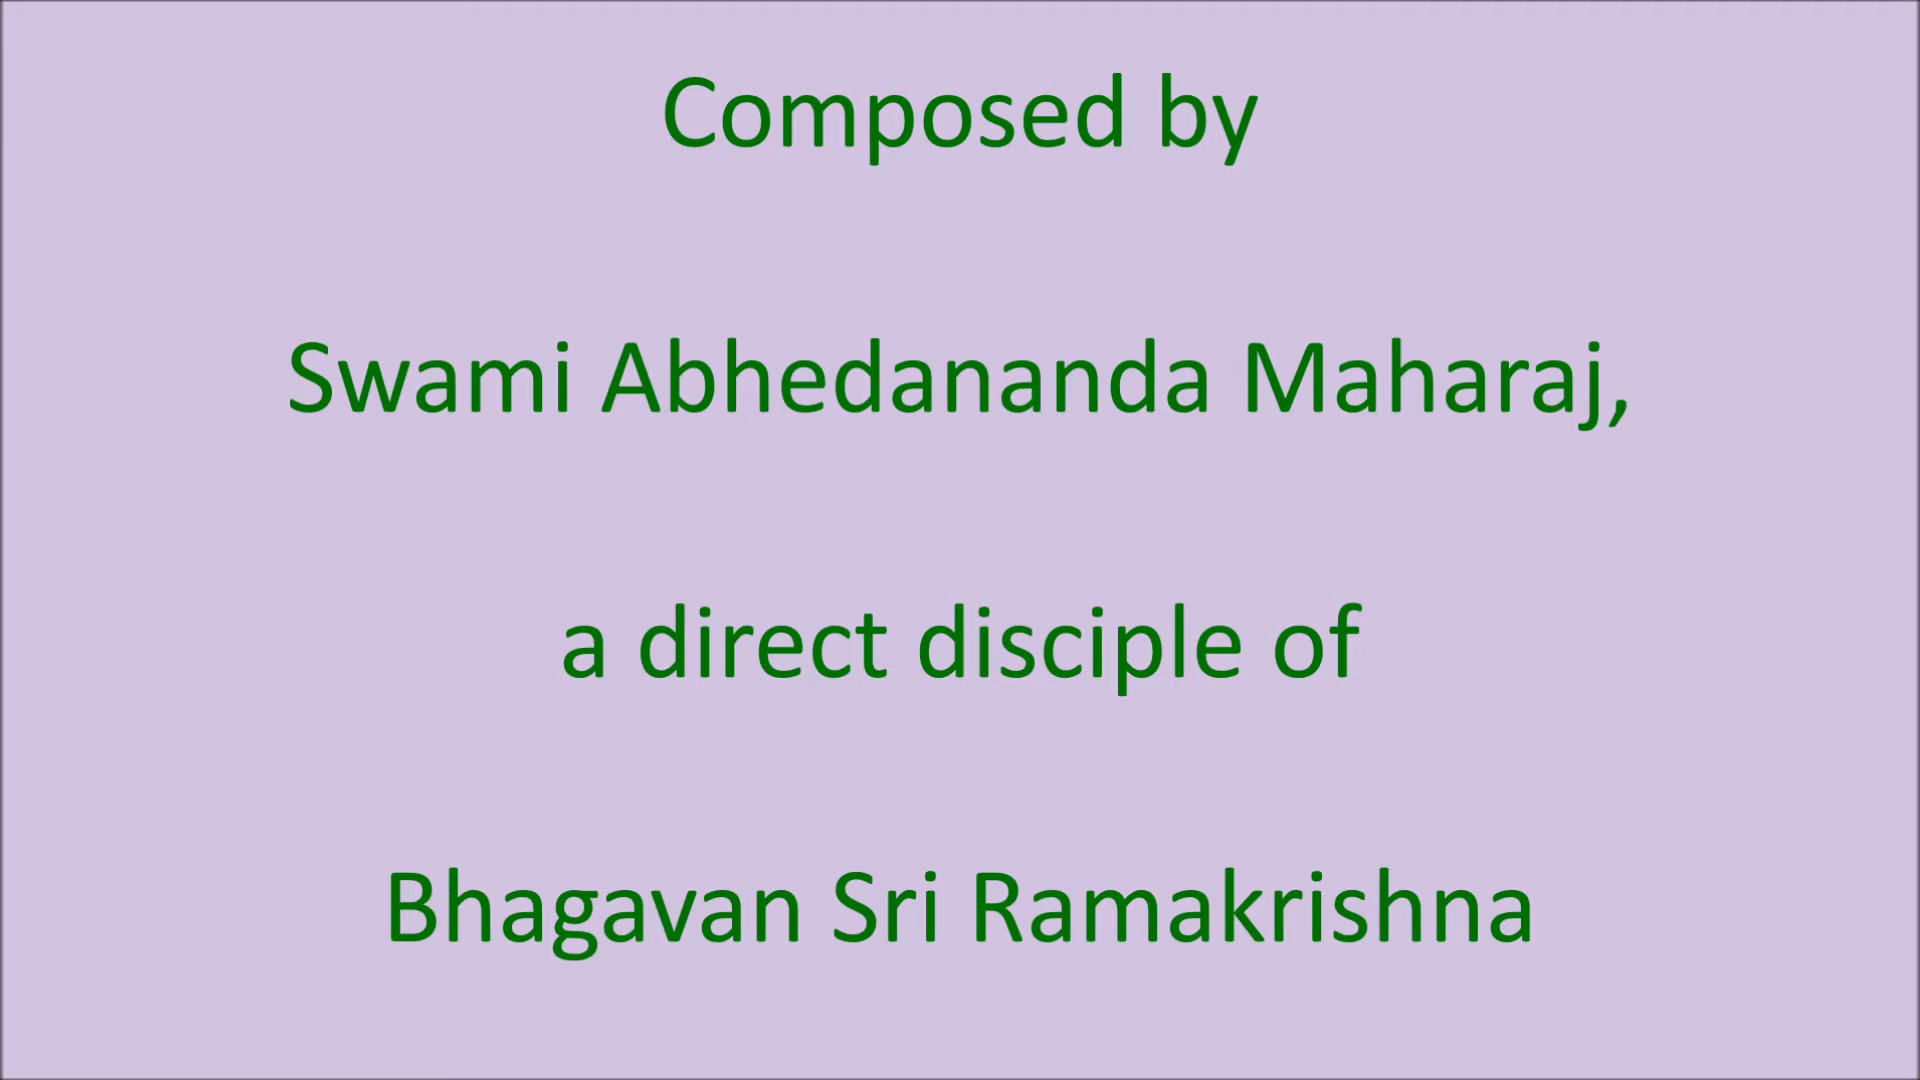 Composed by
Swami Abhedananda Maharaj,
a direct disciple of
Bhagavan Sri Ramakrishna